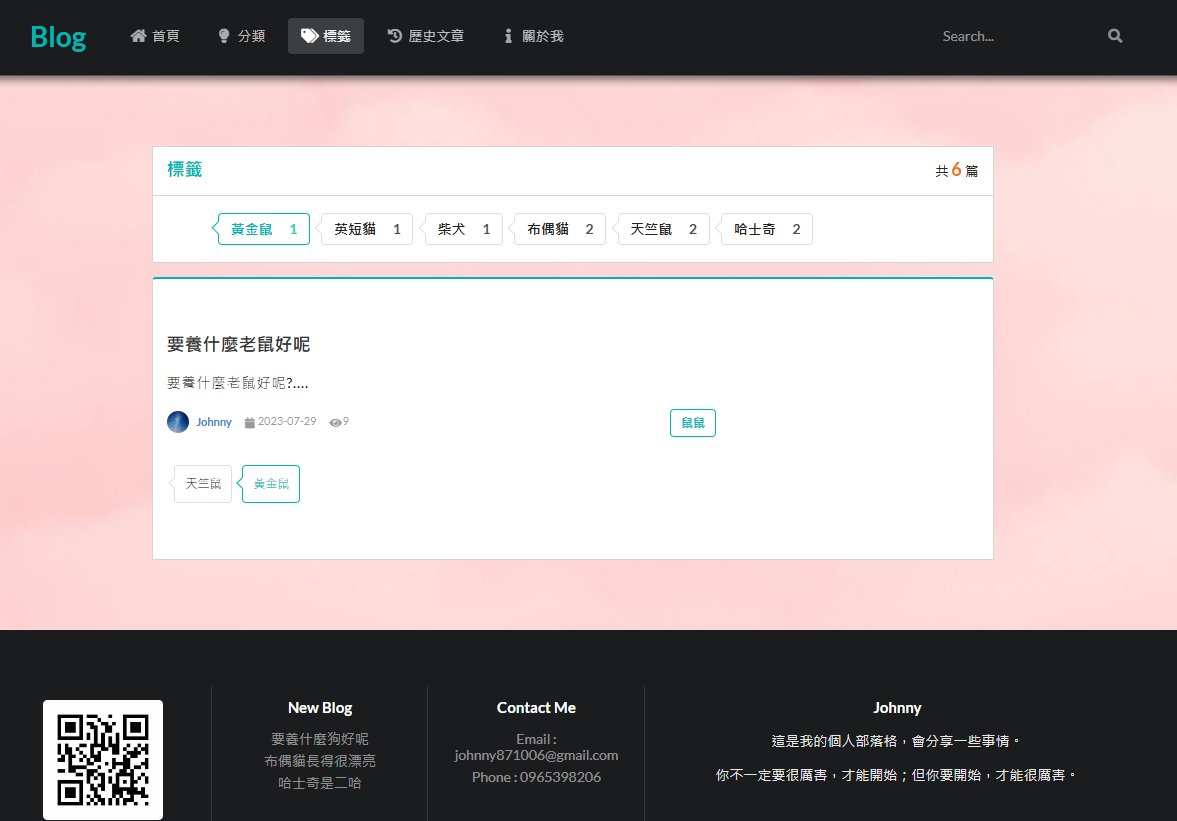 Blog 首頁 分類 標籤 歷史文章 關於我 Search...
標籤 共 6 篇
黃金鼠 1 英短貓 1 柴犬 1 布偶貓 2 天竺鼠 2 哈士奇 2
要養什麼老鼠好呢
要養什麼老鼠好呢?....
Johnny 2023-07-29 9 鼠鼠
天竺鼠 黃金鼠
New Blog
要養什麼狗好呢
布偶貓長得很漂亮
哈士奇是二哈
Contact Me
Email :
johnny871006@gmail.com
Phone : 0965398206
Johnny
這是我的個人部落格，會分享一些事情。
你不一定要很厲害，才能開始；但你要開始，才能很厲害。